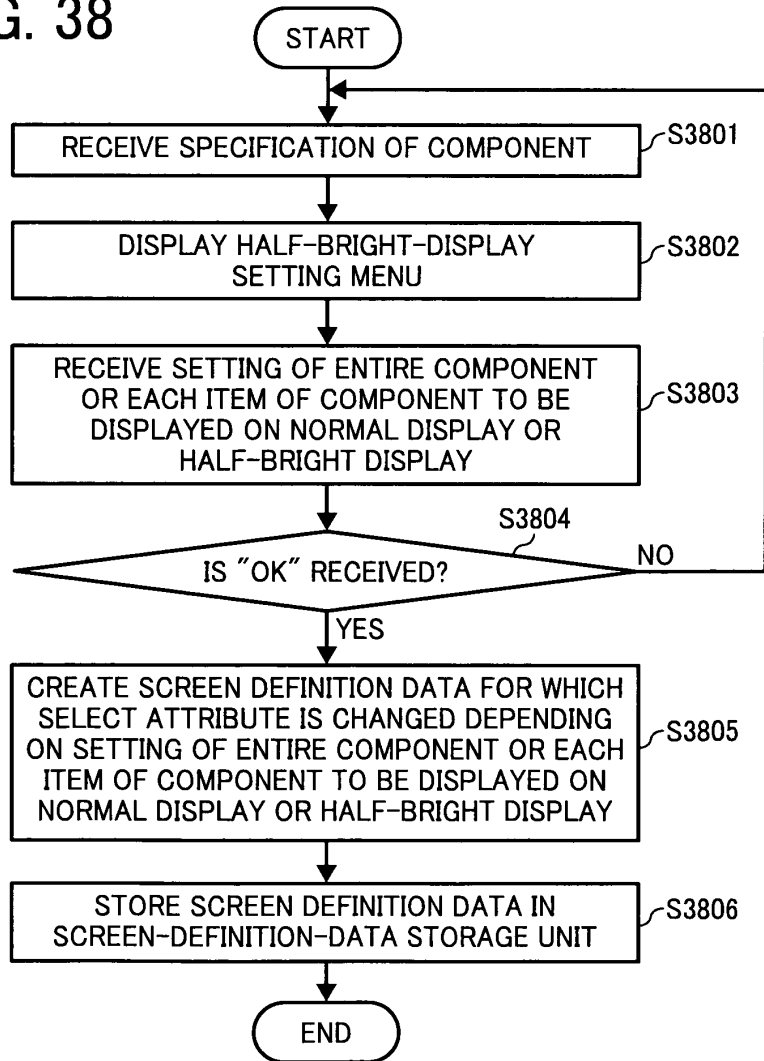 G. 38
START
RECEIVE SPECIFICATION OF COMPONENT
S3801
DISPLAY HALF-BRIGHT-DISPLAY
SETTING MENU
S3802
RECEIVE SETTING OF ENTIRE COMPONENT
OR EACH ITEM OF COMPONENT TO BE
DISPLAYED ON NORMAL DISPLAY OR
HALF-BRIGHT DISPLAY
S3803
S3804
IS "OK" RECEIVED?
NO
YES
CREATE SCREEN DEFINITION DATA FOR WHICH
SELECT ATTRIBUTE IS CHANGED DEPENDING
ON SETTING OF ENTIRE COMPONENT OR EACH
ITEM OF COMPONENT TO BE DISPLAYED ON
NORMAL DISPLAY OR HALF-BRIGHT DISPLAY
S3805
STORE SCREEN DEFINITION DATA IN
SCREEN-DEFINITION-DATA STORAGE UNIT
S3806
END